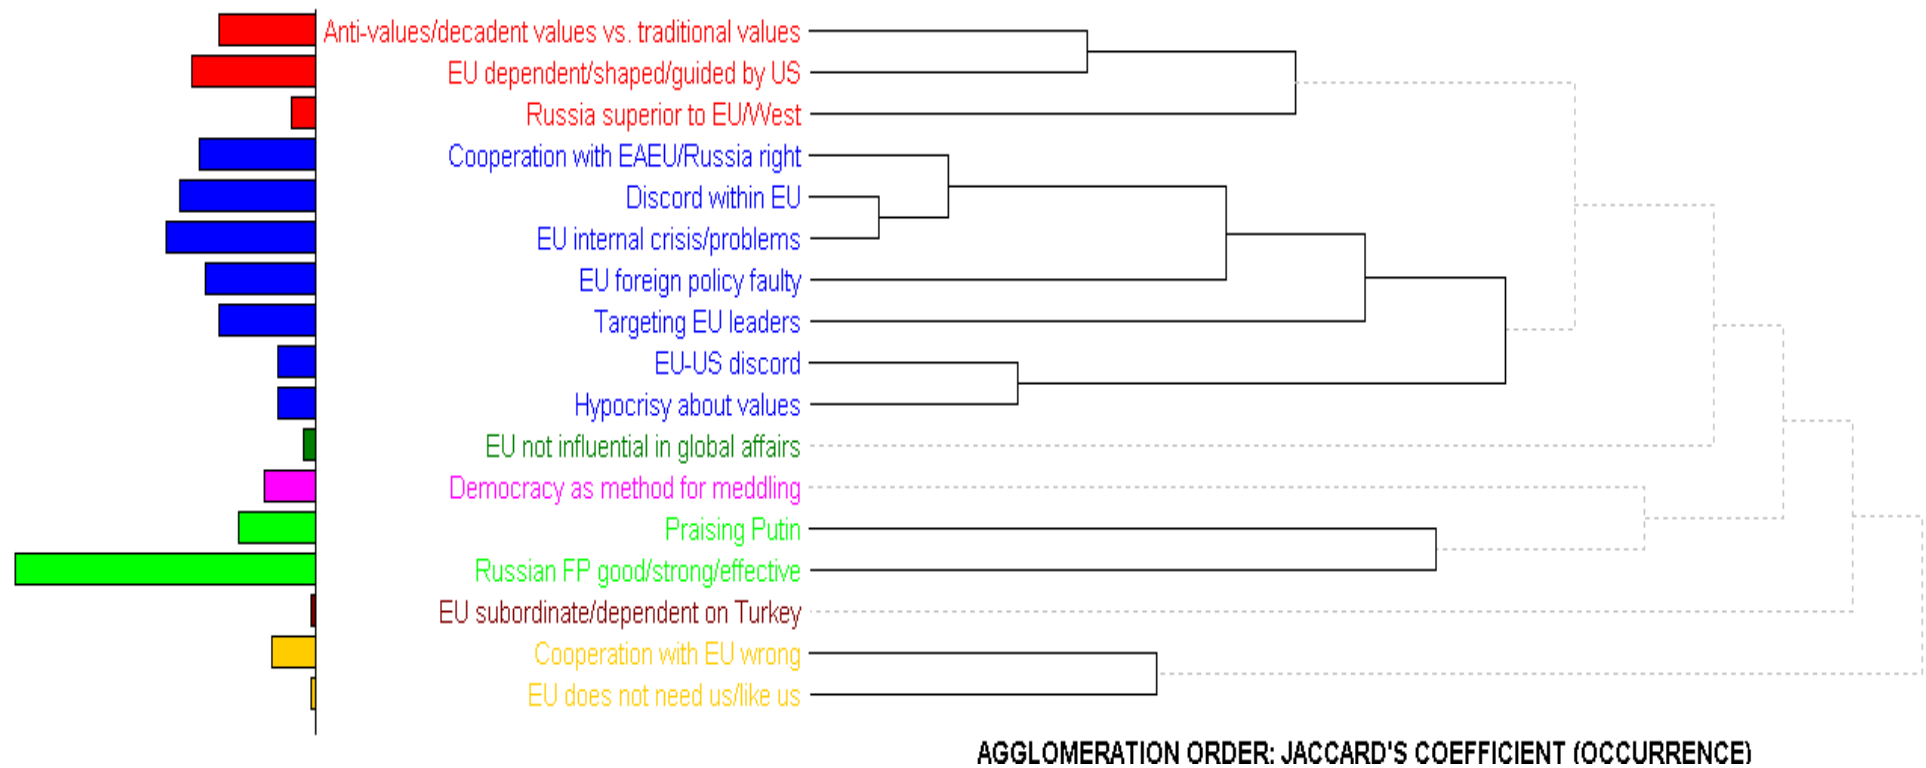 Anti-values/decadent values vs. traditional values
EU dependent/shaped/guided by US
Russia superior to EU/West
Cooperation with EAEU/Russia right
Discord within EU
EU internal crisis/problems
EU foreign policy faulty
Targeting EU leaders
EU-US discord
Hypocrisy about values
EU not influential in global affairs
Democracy as method for meddling
Praising Putin
Russian FP good/strong/effective
EU subordinate/dependent on Turkey
Cooperation with EU wrong
EU does not need us/like us
AGGLOMERATION ORDER: JACCARD'S COEFFICIENT (OCCURRENCE)